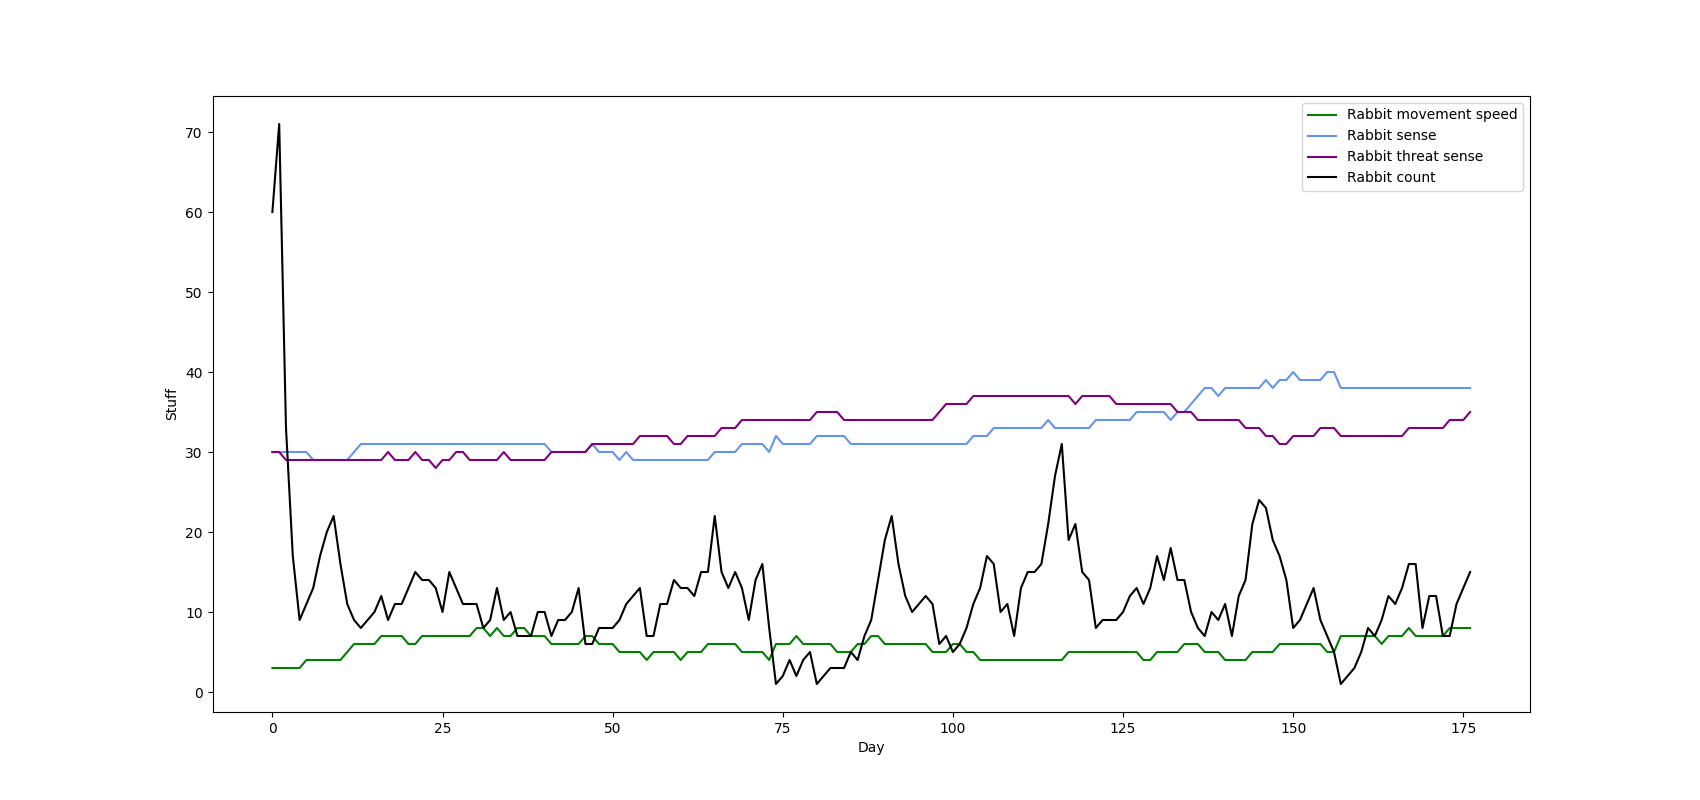 Rabbit movement speed
Rabbit sense
Rabbit threat sense
Rabbit count
70
60
50
40
30
20
10
0
Stuff
0 25 50 75 100 125 150 175
Day